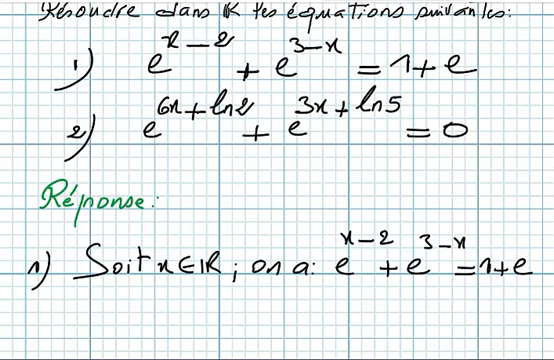 Résoudre dans ℝ les équations suivantes:
1) e^{x-2} + e^{3-x} = 1+e
2) e^{6x+ln2} + e^{3x+ln5} = 0
Réponse:
1) Soit x∈ℝ ; on a: e^{x-2} + e^{3-x} = 1+e